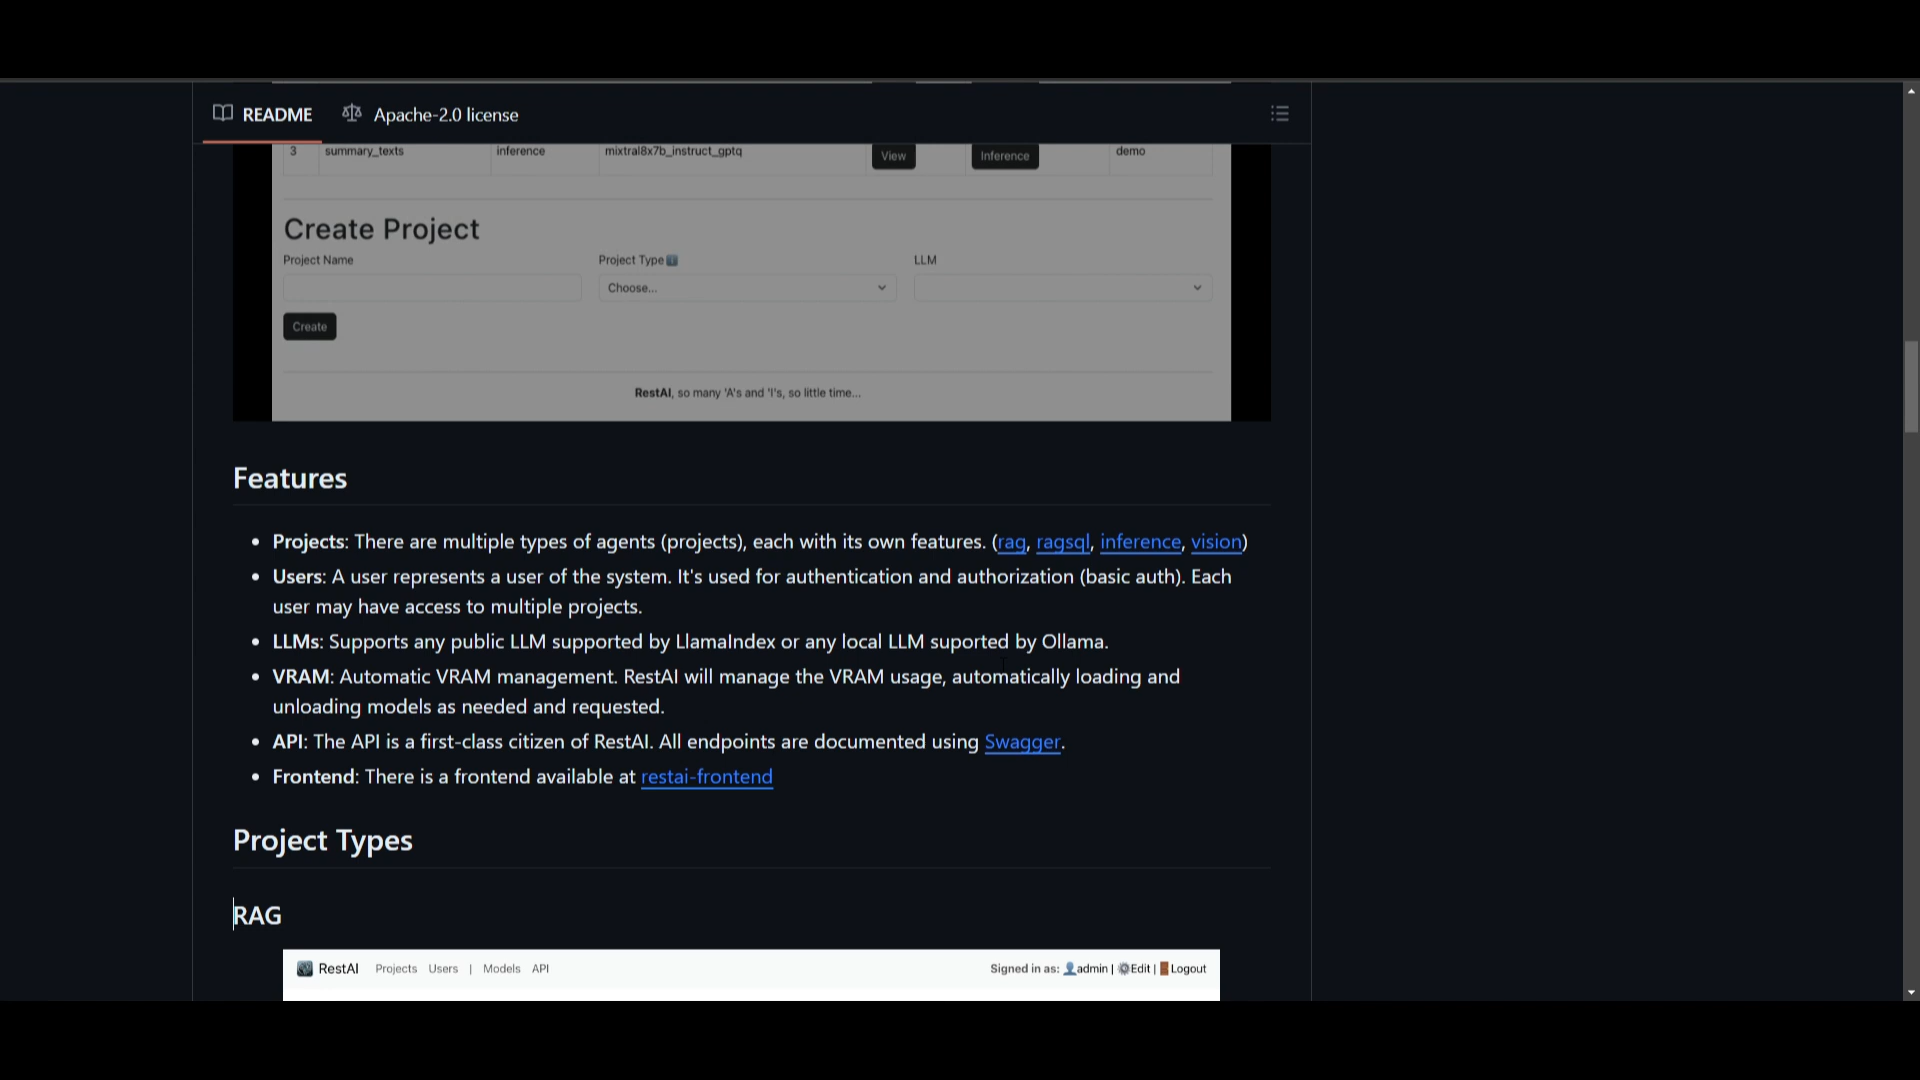 README Apache-2.0 license
3 summary_texts inference mixtral8x7b_instruct_gptq View Inference demo
Create Project
Project Name Project Type LLM
Choose...
Create
RestAI, so many 'A's and 'I's, so little time...
Features
Projects: There are multiple types of agents (projects), each with its own features. (rag, ragsql, inference, vision)
Users: A user represents a user of the system. It's used for authentication and authorization (basic auth). Each
user may have access to multiple projects.
LLMs: Supports any public LLM supported by LlamaIndex or any local LLM suported by Ollama.
VRAM: Automatic VRAM management. RestAI will manage the VRAM usage, automatically loading and
unloading models as needed and requested.
API: The API is a first-class citizen of RestAI. All endpoints are documented using Swagger.
Frontend: There is a frontend available at restai-frontend
Project Types
RAG
RestAI Projects Users | Models API Signed in as: admin | Edit | Logout